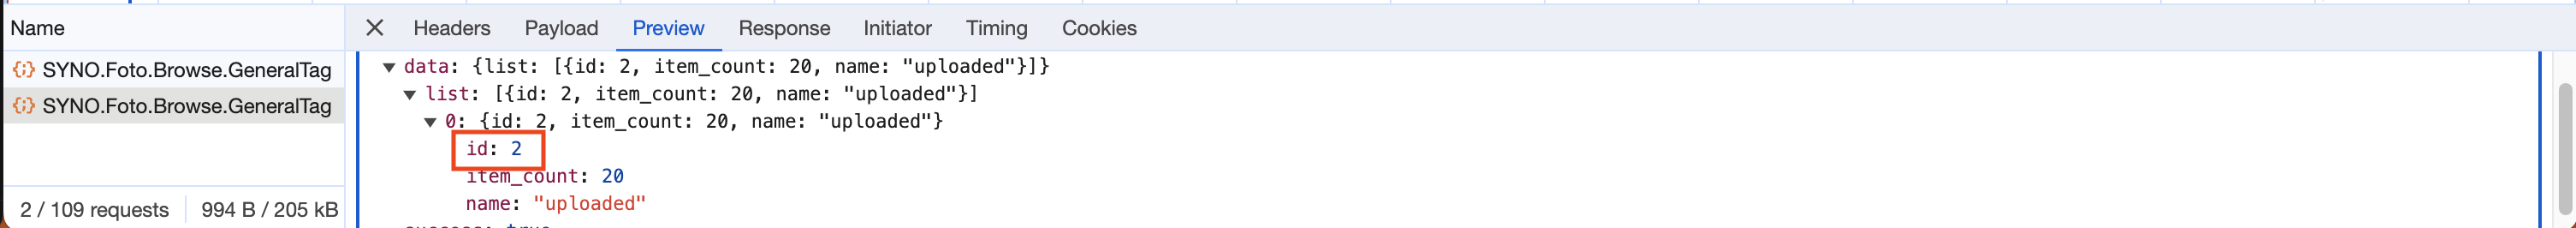 Name
Headers Payload Preview Response Initiator Timing Cookies
SYNO.Foto.Browse.GeneralTag
SYNO.Foto.Browse.GeneralTag
2 / 109 requests 994 B / 205 kB
data: {list: [{id: 2, item_count: 20, name: "uploaded"}]}
list: [{id: 2, item_count: 20, name: "uploaded"}]
0: {id: 2, item_count: 20, name: "uploaded"}
id: 2
item_count: 20
name: "uploaded"